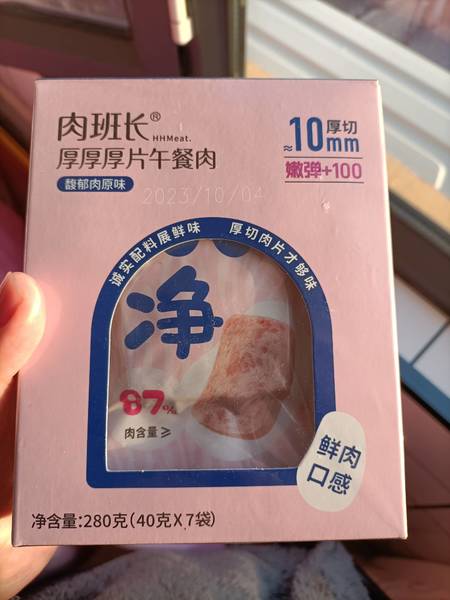 肉班长®
HHMeat.
厚厚厚片午餐肉
馥郁肉原味
2023/10/04
≈10mm
厚切
嫩弹+100
诚实配料展鲜味 厚切肉片才够味
净
87%
肉含量≥
鲜肉
口感
净含量:280克(40克X7袋)